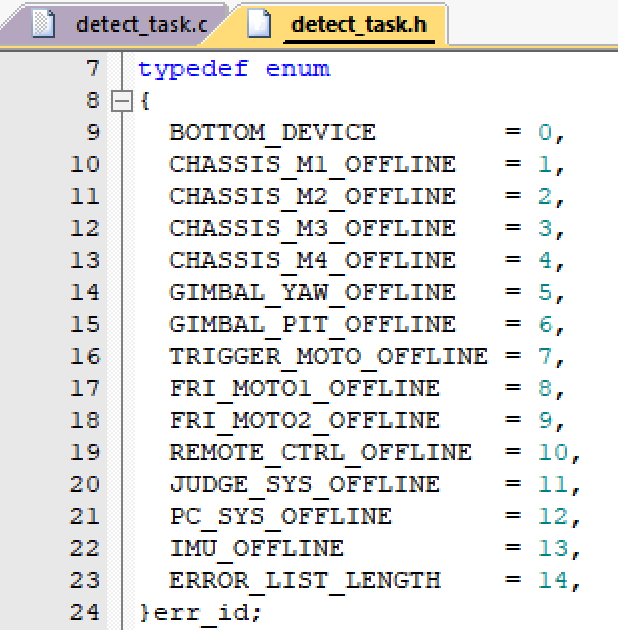 detect_task.c detect_task.h
7 typedef enum
8 {
9 BOTTOM_DEVICE = 0,
10 CHASSIS_M1_OFFLINE = 1,
11 CHASSIS_M2_OFFLINE = 2,
12 CHASSIS_M3_OFFLINE = 3,
13 CHASSIS_M4_OFFLINE = 4,
14 GIMBAL_YAW_OFFLINE = 5,
15 GIMBAL_PIT_OFFLINE = 6,
16 TRIGGER_MOTO_OFFLINE = 7,
17 FRI_MOTO1_OFFLINE = 8,
18 FRI_MOTO2_OFFLINE = 9,
19 REMOTE_CTRL_OFFLINE = 10,
20 JUDGE_SYS_OFFLINE = 11,
21 PC_SYS_OFFLINE = 12,
22 IMU_OFFLINE = 13,
23 ERROR_LIST_LENGTH = 14,
24 }err_id;